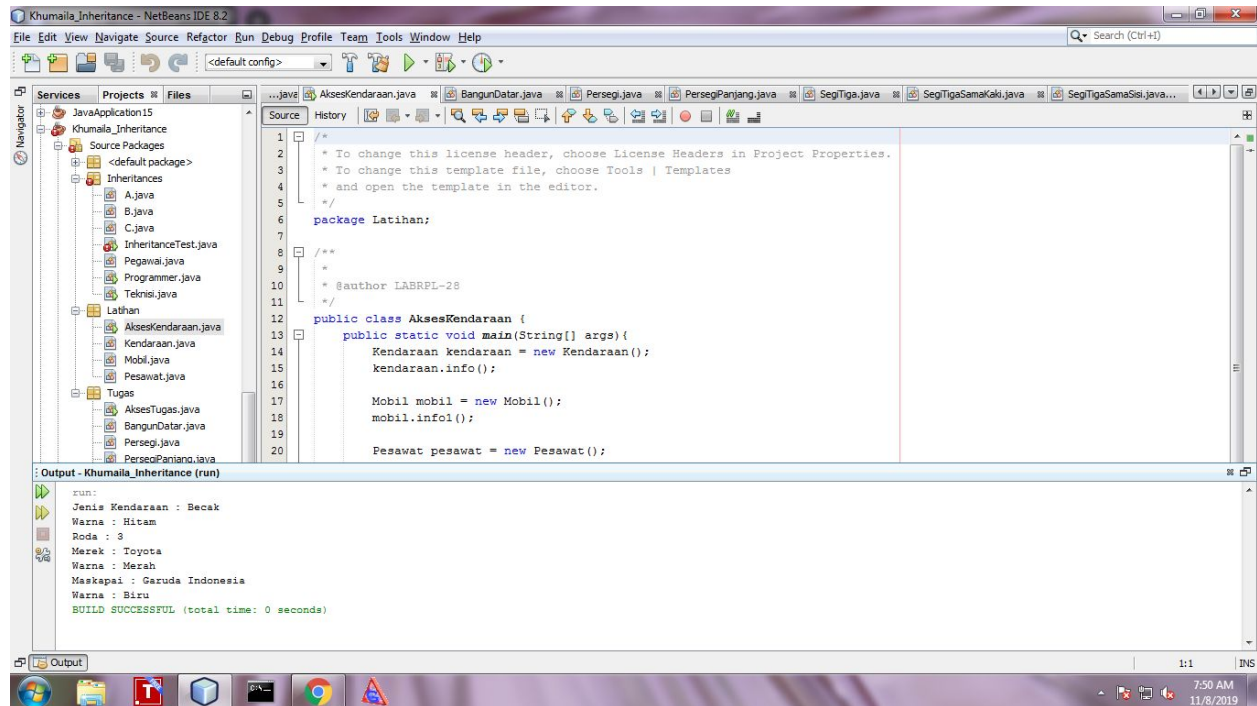 Khumaila_Inheritance - NetBeans IDE 8.2
File Edit View Navigate Source Refactor Run Debug Profile Team Tools Window Help
Search (Ctrl+I)
<default config>
Services Projects Files
...java AksesKendaraan.java BangunDatar.java Persegi.java PersegiPanjang.java SegiTiga.java SegiTigaSamaKaki.java SegiTigaSamaSisi.java...
Navigator
JavaApplication15
Khumaila_Inheritance
Source Packages
<default package>
Inheritances
A.java
B.java
C.java
InheritanceTest.java
Pegawai.java
Programmer.java
Teknisi.java
Latihan
AksesKendaraan.java
Kendaraan.java
Mobil.java
Pesawat.java
Tugas
AksesTugas.java
BangunDatar.java
Persegi.java
PersegiPanjang.java
Source History
1 /*
2 * To change this license header, choose License Headers in Project Properties.
3 * To change this template file, choose Tools | Templates
4 * and open the template in the editor.
5 */
6 package Latihan;
7
8 /**
9 *
10 * @author LABRPL-28
11 */
12 public class AksesKendaraan {
13 public static void main(String[] args){
14 Kendaraan kendaraan = new Kendaraan();
15 kendaraan.info();
16
17 Mobil mobil = new Mobil();
18 mobil.info1();
19
20 Pesawat pesawat = new Pesawat();
Output - Khumaila_Inheritance (run)
run:
Jenis Kendaraan : Becak
Warna : Hitam
Roda : 3
Merek : Toyota
Warna : Merah
Maskapai : Garuda Indonesia
Warna : Biru
BUILD SUCCESSFUL (total time: 0 seconds)
Output
1:1 INS
7:50 AM
11/8/2019